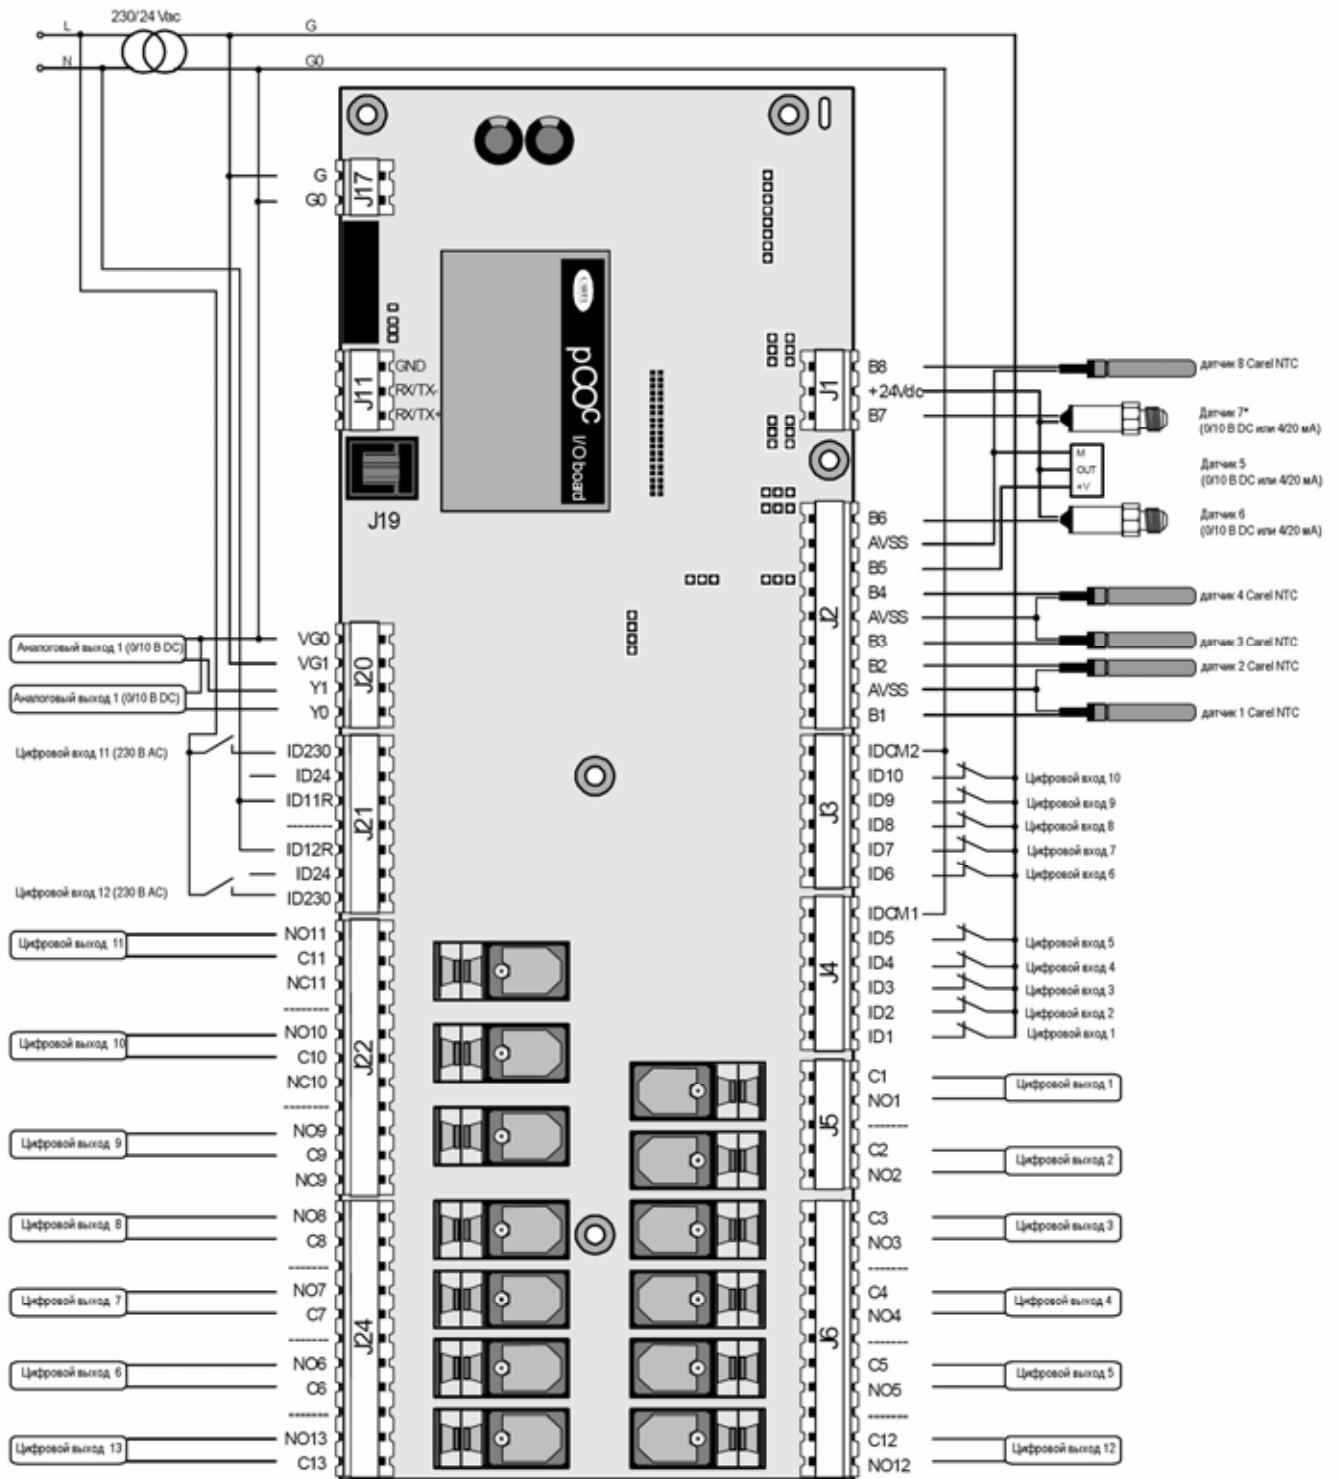 230/24 Vac
L
G
N
G0
G
G0
J17
J11
GND
RX/TX-
RX/TX+
J19
pCOC
I/O board
J1
B8
+24Vdc
B7
датчик 8 Carel NTC
Датчик 7*
(0/10 В DC или 4/20 мА)
M
OUT
+V
Датчик 5
(0/10 В DC или 4/20 мА)
Датчик 6
(0/10 В DC или 4/20 мА)
J2
B6
AVSS
B5
B4
AVSS
B3
B2
AVSS
B1
датчик 4 Carel NTC
датчик 3 Carel NTC
датчик 2 Carel NTC
датчик 1 Carel NTC
Аналоговый выход 1 (0/10 В DC)
Аналоговый выход 1 (0/10 В DC)
VG0
VG1
Y1
Y0
J20
Цифровой вход 11 (230 В AC)
Цифровой вход 12 (230 В AC)
ID230
ID24
ID11R
--------
ID12R
ID24
ID230
J21
J3
IDCM2
ID10
ID9
ID8
ID7
ID6
Цифровой вход 10
Цифровой вход 9
Цифровой вход 8
Цифровой вход 7
Цифровой вход 6
J4
IDCM1
ID5
ID4
ID3
ID2
ID1
Цифровой вход 5
Цифровой вход 4
Цифровой вход 3
Цифровой вход 2
Цифровой вход 1
Цифровой выход 11
Цифровой выход 10
Цифровой выход 9
NO11
C11
NC11
--------
NO10
C10
NC10
--------
NO9
C9
NC9
J22
J5
C1
NO1
--------
C2
NO2
Цифровой выход 1
Цифровой выход 2
Цифровой выход 8
Цифровой выход 7
Цифровой выход 6
Цифровой выход 13
NO8
C8
--------
NO7
C7
--------
NO6
C6
--------
NO13
C13
J24
J6
C3
NO3
--------
C4
NO4
--------
C5
NO5
--------
C12
NO12
Цифровой выход 3
Цифровой выход 4
Цифровой выход 5
Цифровой выход 12